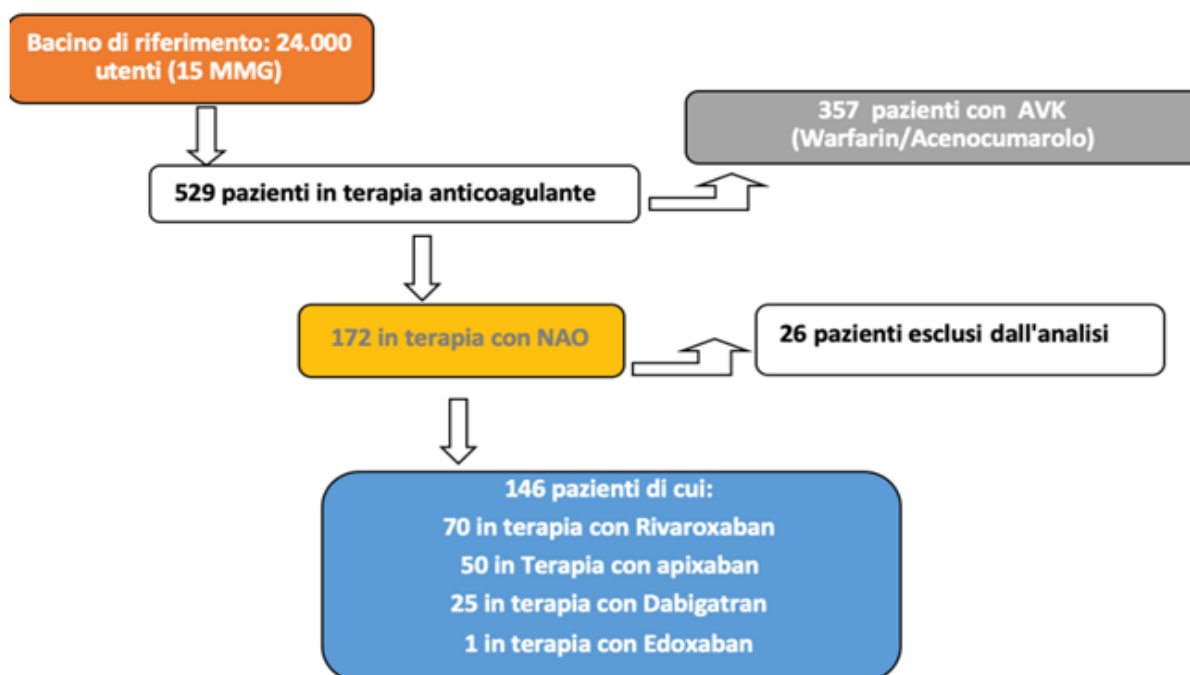 Bacino di riferimento: 24.000
utenti (15 MMG)
357 pazienti con AVK
(Warfarin/Acenocumarolo)
529 pazienti in terapia anticoagulante
172 in terapia con NAO
26 pazienti esclusi dall'analisi
146 pazienti di cui:
70 in terapia con Rivaroxaban
50 in Terapia con apixaban
25 in terapia con Dabigatran
1 in terapia con Edoxaban